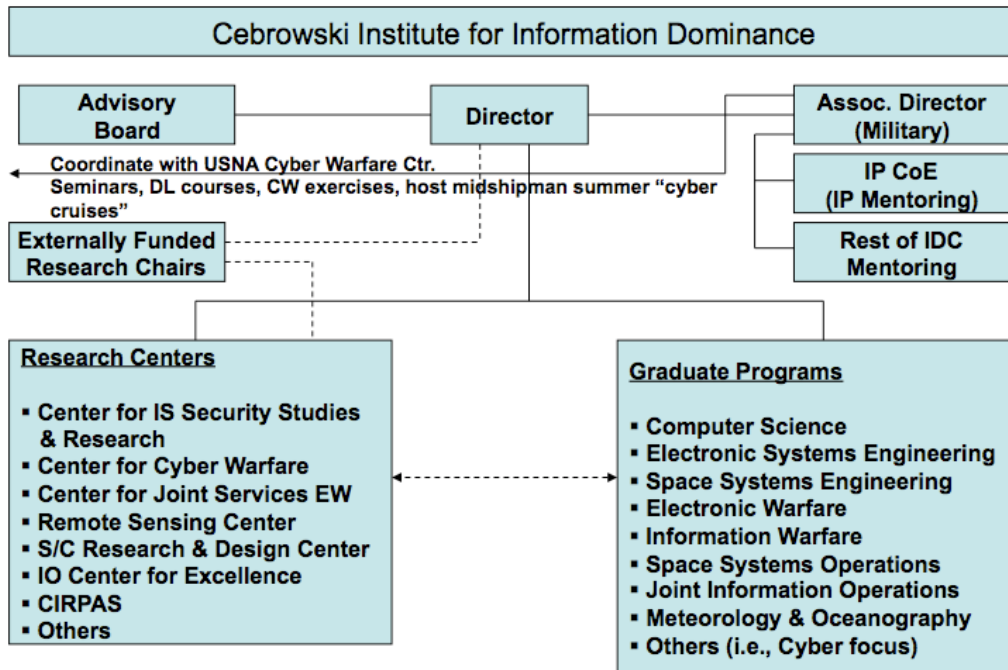 Cebrowski Institute for Information Dominance
Advisory
Board
Director
Assoc. Director
(Military)
Coordinate with USNA Cyber Warfare Ctr.
Seminars, DL courses, CW exercises, host midshipman summer “cyber
cruises”
IP CoE
(IP Mentoring)
Externally Funded
Research Chairs
Rest of IDC
Mentoring
Research Centers
▪ Center for IS Security Studies
& Research
▪ Center for Cyber Warfare
▪ Center for Joint Services EW
▪ Remote Sensing Center
▪ S/C Research & Design Center
▪ IO Center for Excellence
▪ CIRPAS
▪ Others
Graduate Programs
▪ Computer Science
▪ Electronic Systems Engineering
▪ Space Systems Engineering
▪ Electronic Warfare
▪ Information Warfare
▪ Space Systems Operations
▪ Joint Information Operations
▪ Meteorology & Oceanography
▪ Others (i.e., Cyber focus)